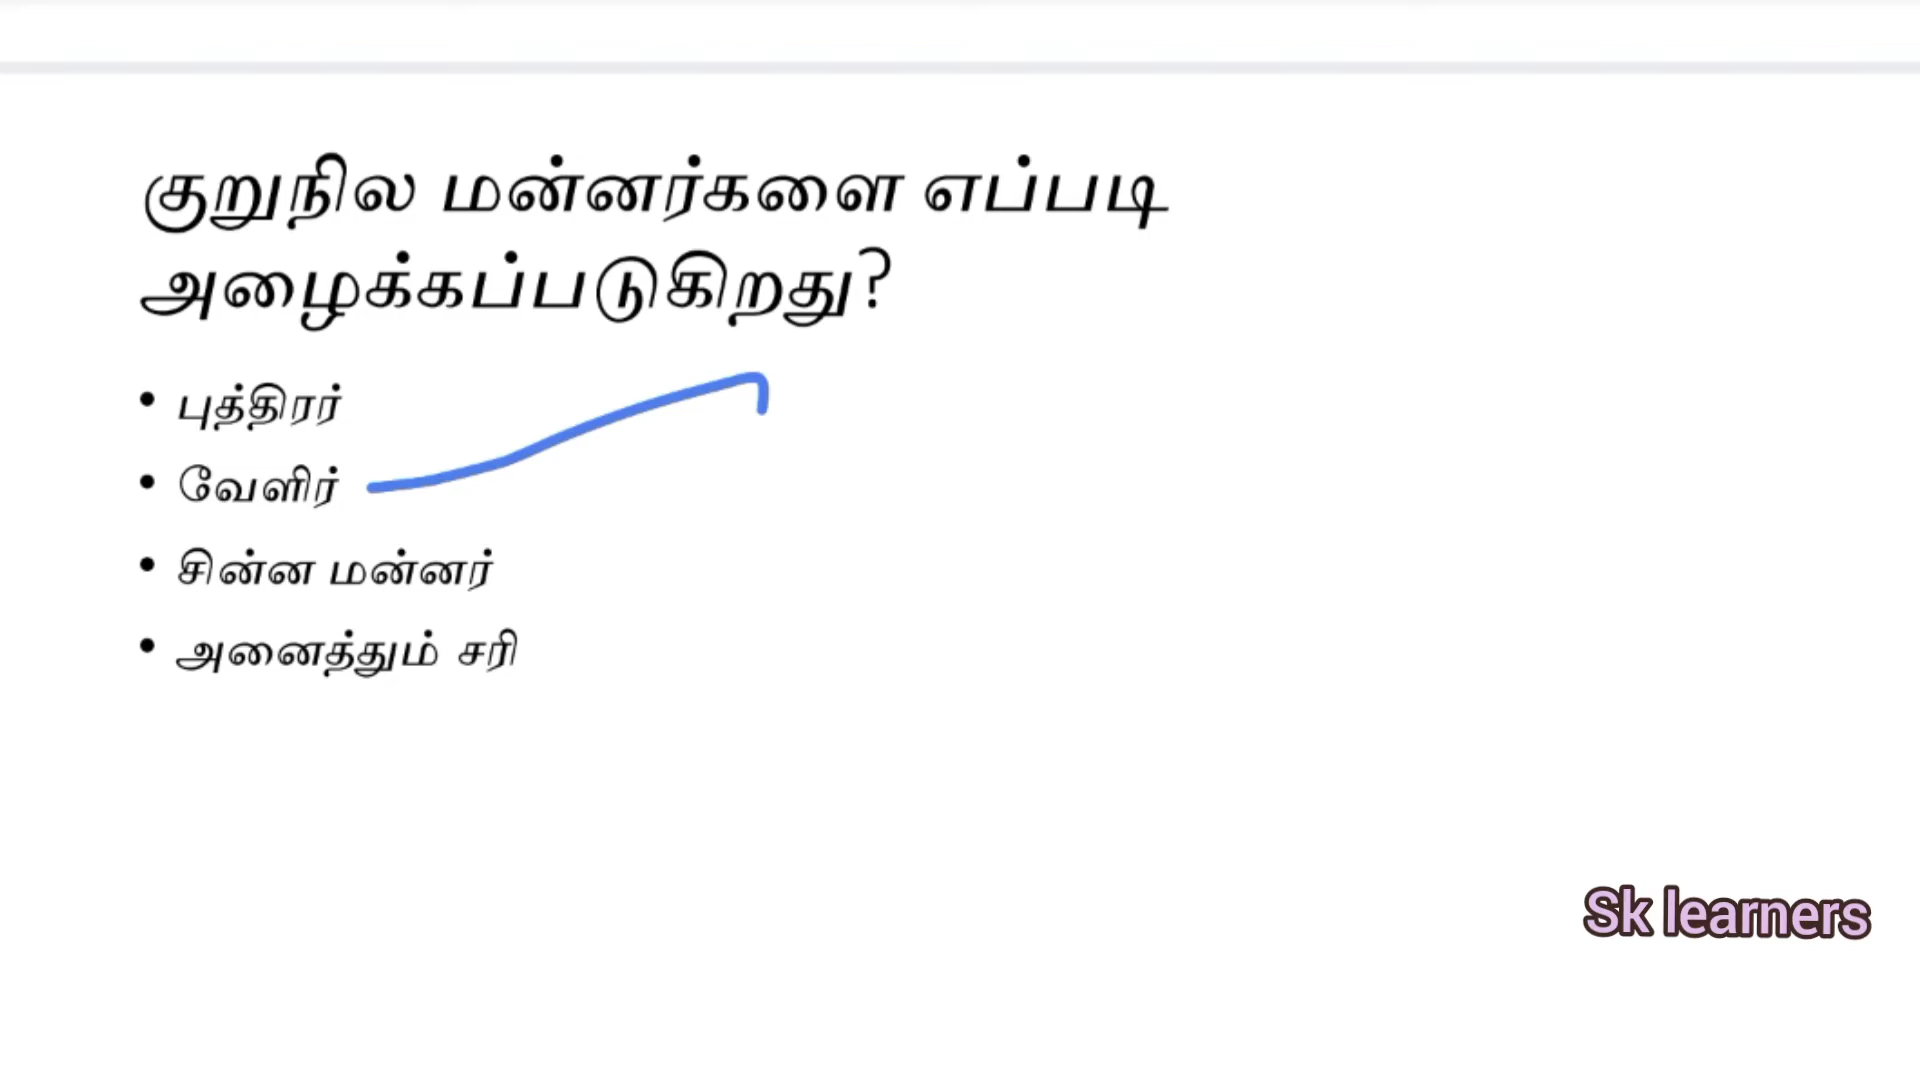 குறுநில மன்னர்களை எப்படி
அழைக்கப்படுகிறது?
• புத்திரர்
• வேளிர்
• சின்ன மன்னர்
• அனைத்தும் சரி
Sk learners